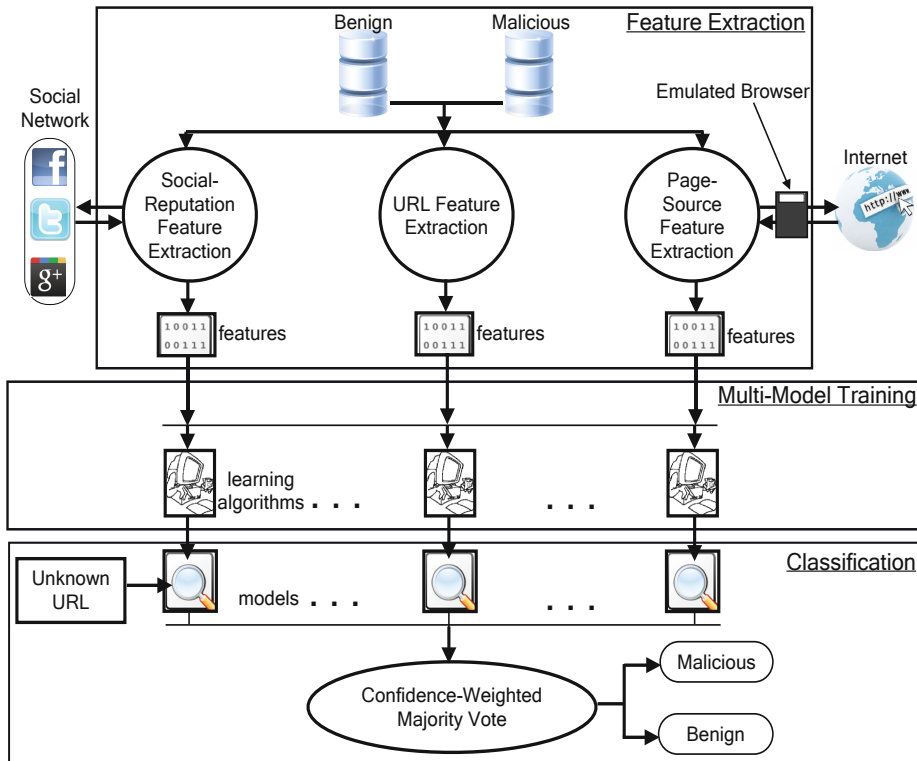 Benign
Malicious
Feature Extraction
Social
Network
Emulated Browser
Internet
f
t
g+
Social-
Reputation
Feature
Extraction
URL Feature
Extraction
Page-
Source
Feature
Extraction
http://www
10011
00111
features
10011
00111
features
10011
00111
features
Multi-Model Training
learning
algorithms . . .
. . .
Classification
Unknown
URL
models . . .
. . .
Confidence-Weighted
Majority Vote
Malicious
Benign